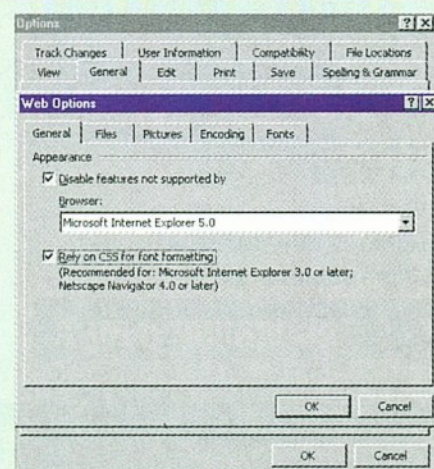 Options
Track Changes User Information Compatibility File Locations
View General Edit Print Save Spelling & Grammar
Web Options
General Files Pictures Encoding Fonts
Appearance
Disable features not supported by
Browser:
Microsoft Internet Explorer 5.0
Rely on CSS for font formatting
(Recommended for: Microsoft Internet Explorer 3.0 or later;
Netscape Navigator 4.0 or later)
OK Cancel
OK Cancel